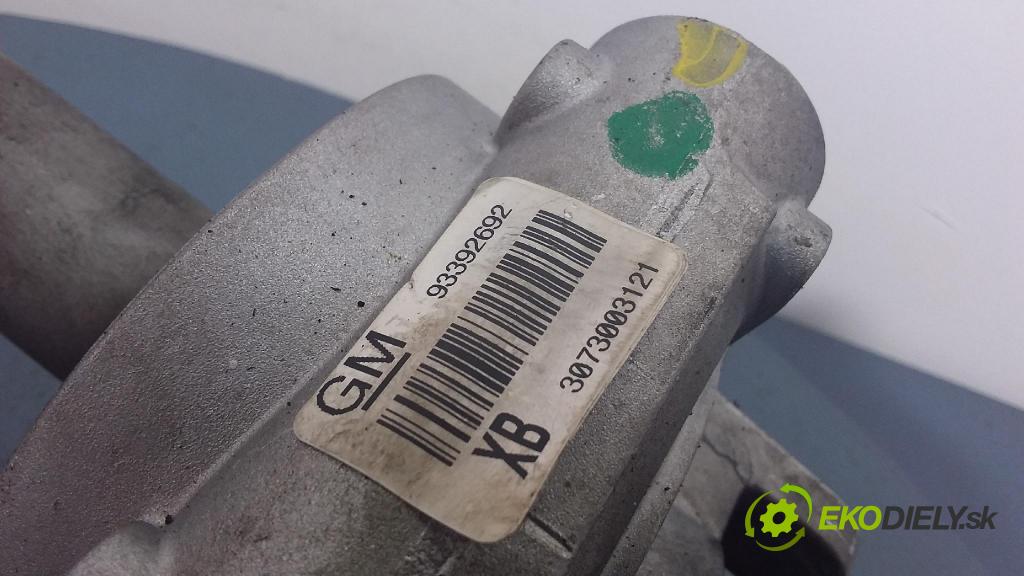 GM
93392692
3073003121
XB
EKODIELY.sk